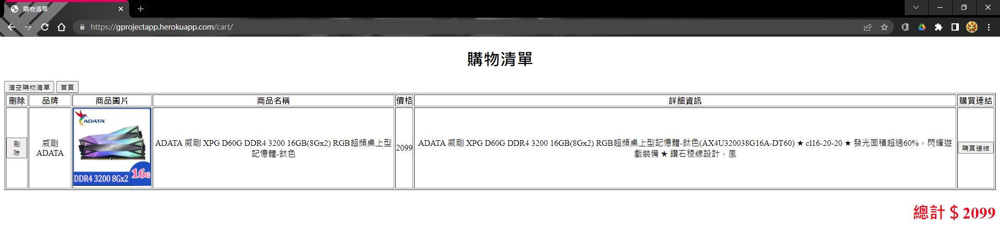 購物清單
https://gprojectapp.herokuapp.com/cart/
購物清單
清空購物清單 首頁
刪除 品牌 商品圖片 商品名稱 價格 詳細資訊 購買連結
刪
除
威剛
ADATA
ADATA
16G
DDR4 3200 8Gx2
ADATA 威剛 XPG D60G DDR4 3200 16GB(8Gx2) RGB超頻桌上型
記憶體-鈦色
2099
ADATA 威剛 XPG D60G DDR4 3200 16GB(8Gx2) RGB超頻桌上型記憶體-鈦色(AX4U320038G16A-DT60) ★ cl16-20-20 ★ 發光面積超過60%，閃耀遊
戲裝備 ★ 鑽石稜線設計，風
購買連結
總計＄2099